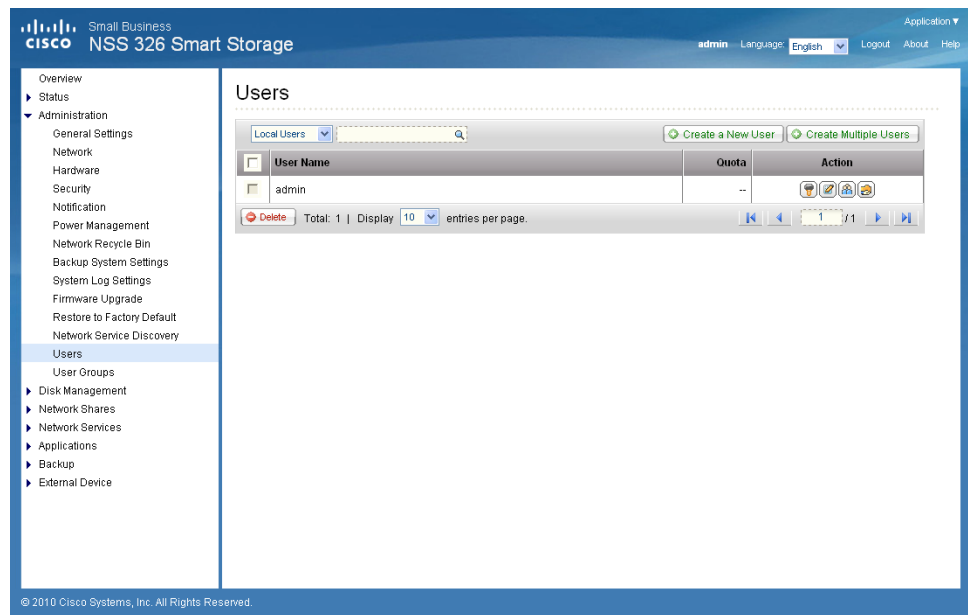 Small Business
Application
CISCO NSS 326 Smart Storage
admin Language: English Logout About Help
Overview
Status
Administration
General Settings
Network
Hardware
Security
Notification
Power Management
Network Recycle Bin
Backup System Settings
System Log Settings
Firmware Upgrade
Restore to Factory Default
Network Service Discovery
Users
User Groups
Disk Management
Network Shares
Network Services
Applications
Backup
External Device
Users
Local Users Create a New User Create Multiple Users
User Name Quota Action
admin --
Delete Total: 1 | Display 10 entries per page. 1 /1
© 2010 Cisco Systems, Inc. All Rights Reserved.